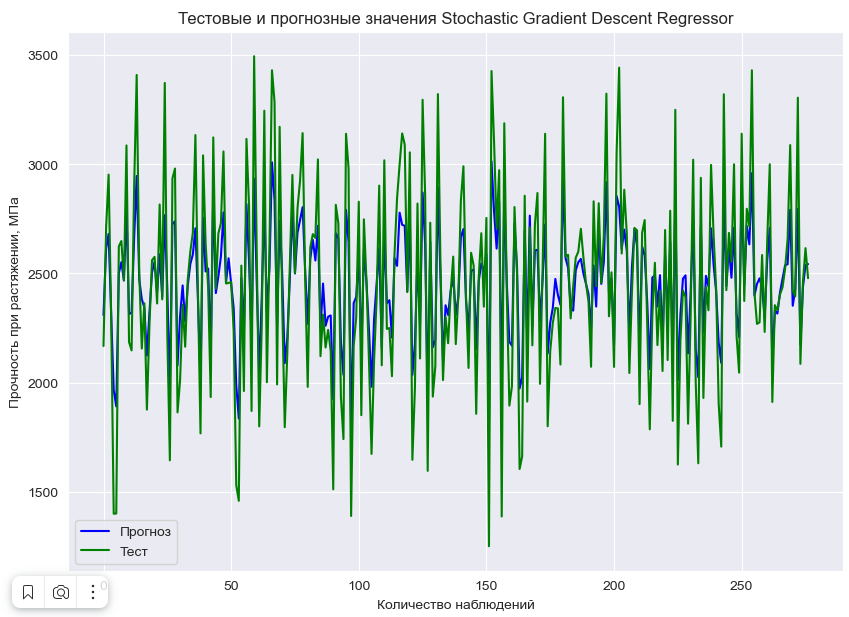 Тестовые и прогнозные значения Stochastic Gradient Descent Regressor
3500
3000
2500
2000
1500
Прочность при растяжении, МПа
Прогноз
Тест
0
50
100
150
200
250
Количество наблюдений